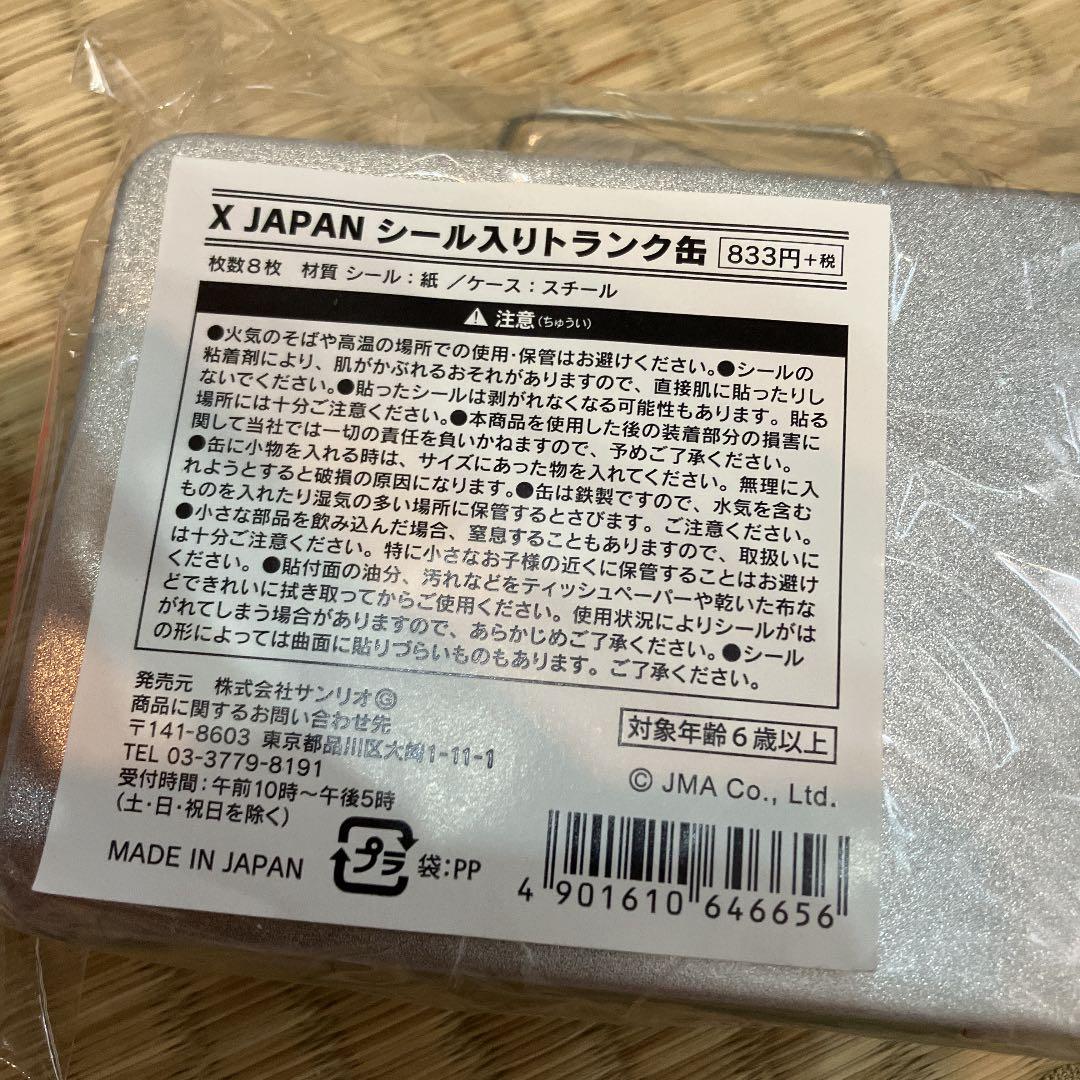 X JAPAN シール入りトランク缶 833円+税
枚数8枚 材質 シール:紙 /ケース:スチール
⚠ 注意(ちゅうい)
●火気のそばや高温の場所での使用・保管はお避けください。●シールの
粘着剤により、肌がかぶれるおそれがありますので、直接肌に貼ったりし
ないでください。●貼ったシールは剥がれなくなる可能性もあります。貼る
場所には十分ご注意ください。●本商品を使用した後の装着部分の損害に
関して当社では一切の責任を負いかねますので、予めご了承ください。
●缶に小物を入れる時は、サイズにあった物を入れてください。無理に入
れようとすると破損の原因になります。●缶は鉄製ですので、水気を含む
ものを入れたり湿気の多い場所に保管するとさびます。ご注意ください。
●小さな部品を飲み込んだ場合、窒息することもありますので、取扱いに
は十分ご注意ください。特に小さなお子様の近くに保管することはお避け
ください。●貼付面の油分、汚れなどをティッシュペーパーや乾いた布な
どできれいに拭き取ってからご使用ください。使用状況によりシールがは
がれてしまう場合がありますので、あらかじめご了承ください。●シール
の形によっては曲面に貼りづらいものもあります。ご了承ください。
発売元 株式会社サンリオⒼ
商品に関するお問い合わせ先
〒141-8603 東京都品川区大崎1-11-1
TEL 03-3779-8191
受付時間:午前10時〜午後5時
(土・日・祝日を除く)
対象年齢6歳以上
© JMA Co., Ltd.
MADE IN JAPAN プラ 袋:PP
4 901610 646656